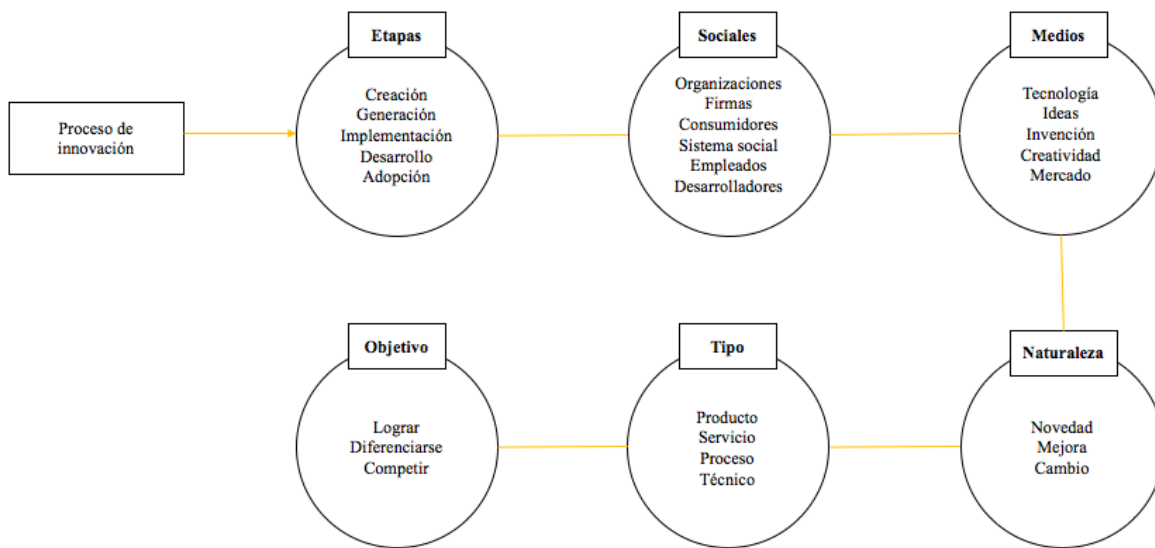 Proceso de
innovación
Etapas
Creación
Generación
Implementación
Desarrollo
Adopción
Sociales
Organizaciones
Firmas
Consumidores
Sistema social
Empleados
Desarrolladores
Medios
Tecnología
Ideas
Invención
Creatividad
Mercado
Naturaleza
Novedad
Mejora
Cambio
Tipo
Producto
Servicio
Proceso
Técnico
Objetivo
Lograr
Diferenciarse
Competir